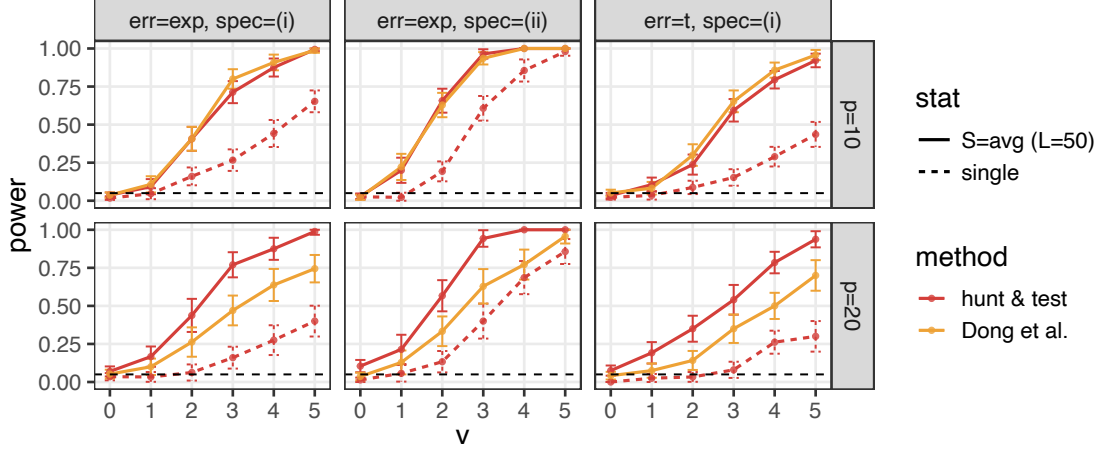 err=exp, spec=(i)
err=exp, spec=(ii)
err=t, spec=(i)
1.00
0.75
0.50
0.25
0.00
p=10
1.00
0.75
0.50
0.25
0.00
p=20
power
0 1 2 3 4 5
0 1 2 3 4 5
0 1 2 3 4 5
v
stat
S=avg (L=50)
single
method
hunt & test
Dong et al.